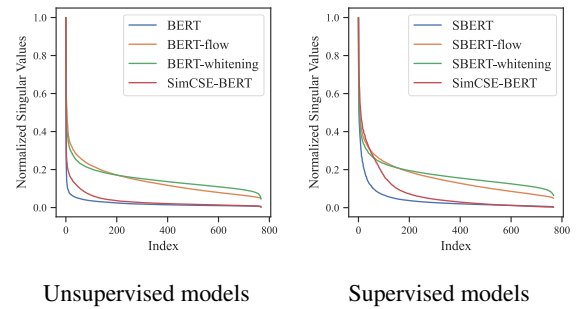 Normalized Singular Values
1.0
0.8
0.6
0.4
0.2
0.0
BERT
BERT-flow
BERT-whitening
SimCSE-BERT
0 200 400 600 800
Index
Unsupervised models
Normalized Singular Values
1.0
0.8
0.6
0.4
0.2
0.0
SBERT
SBERT-flow
SBERT-whitening
SimCSE-BERT
0 200 400 600 800
Index
Supervised models